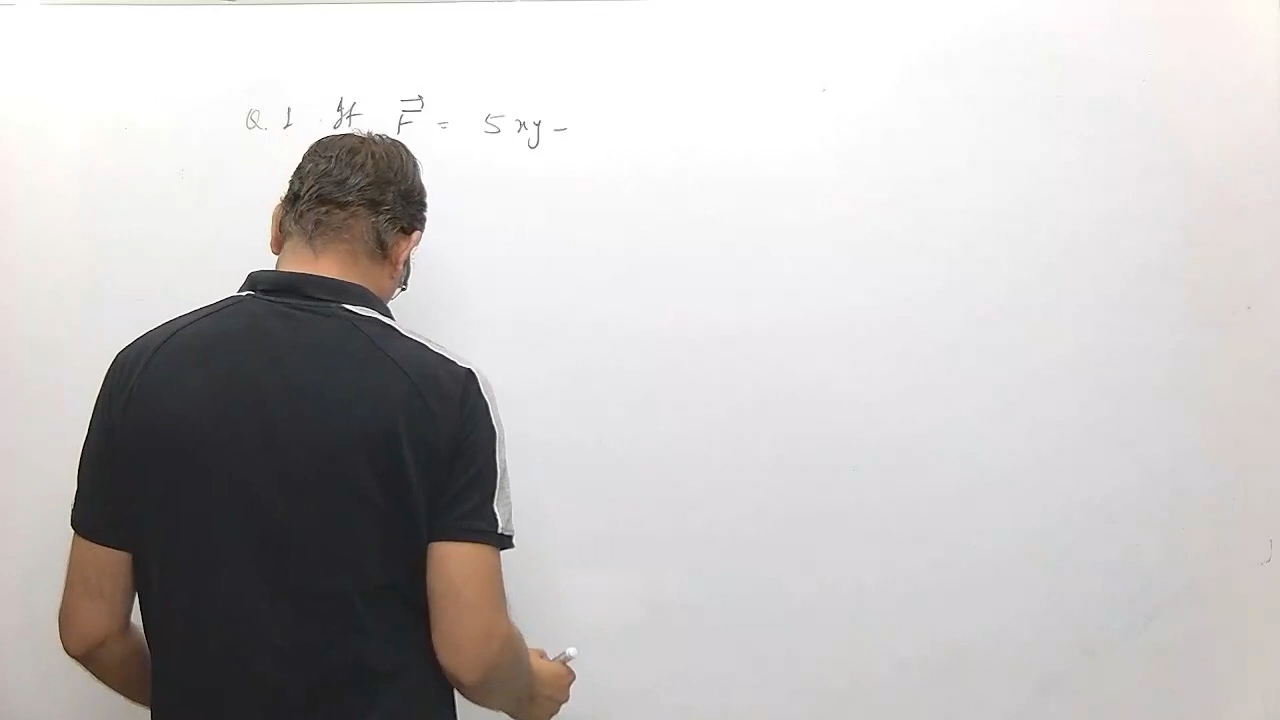 Q. 1 If F⃗ = 5xy -